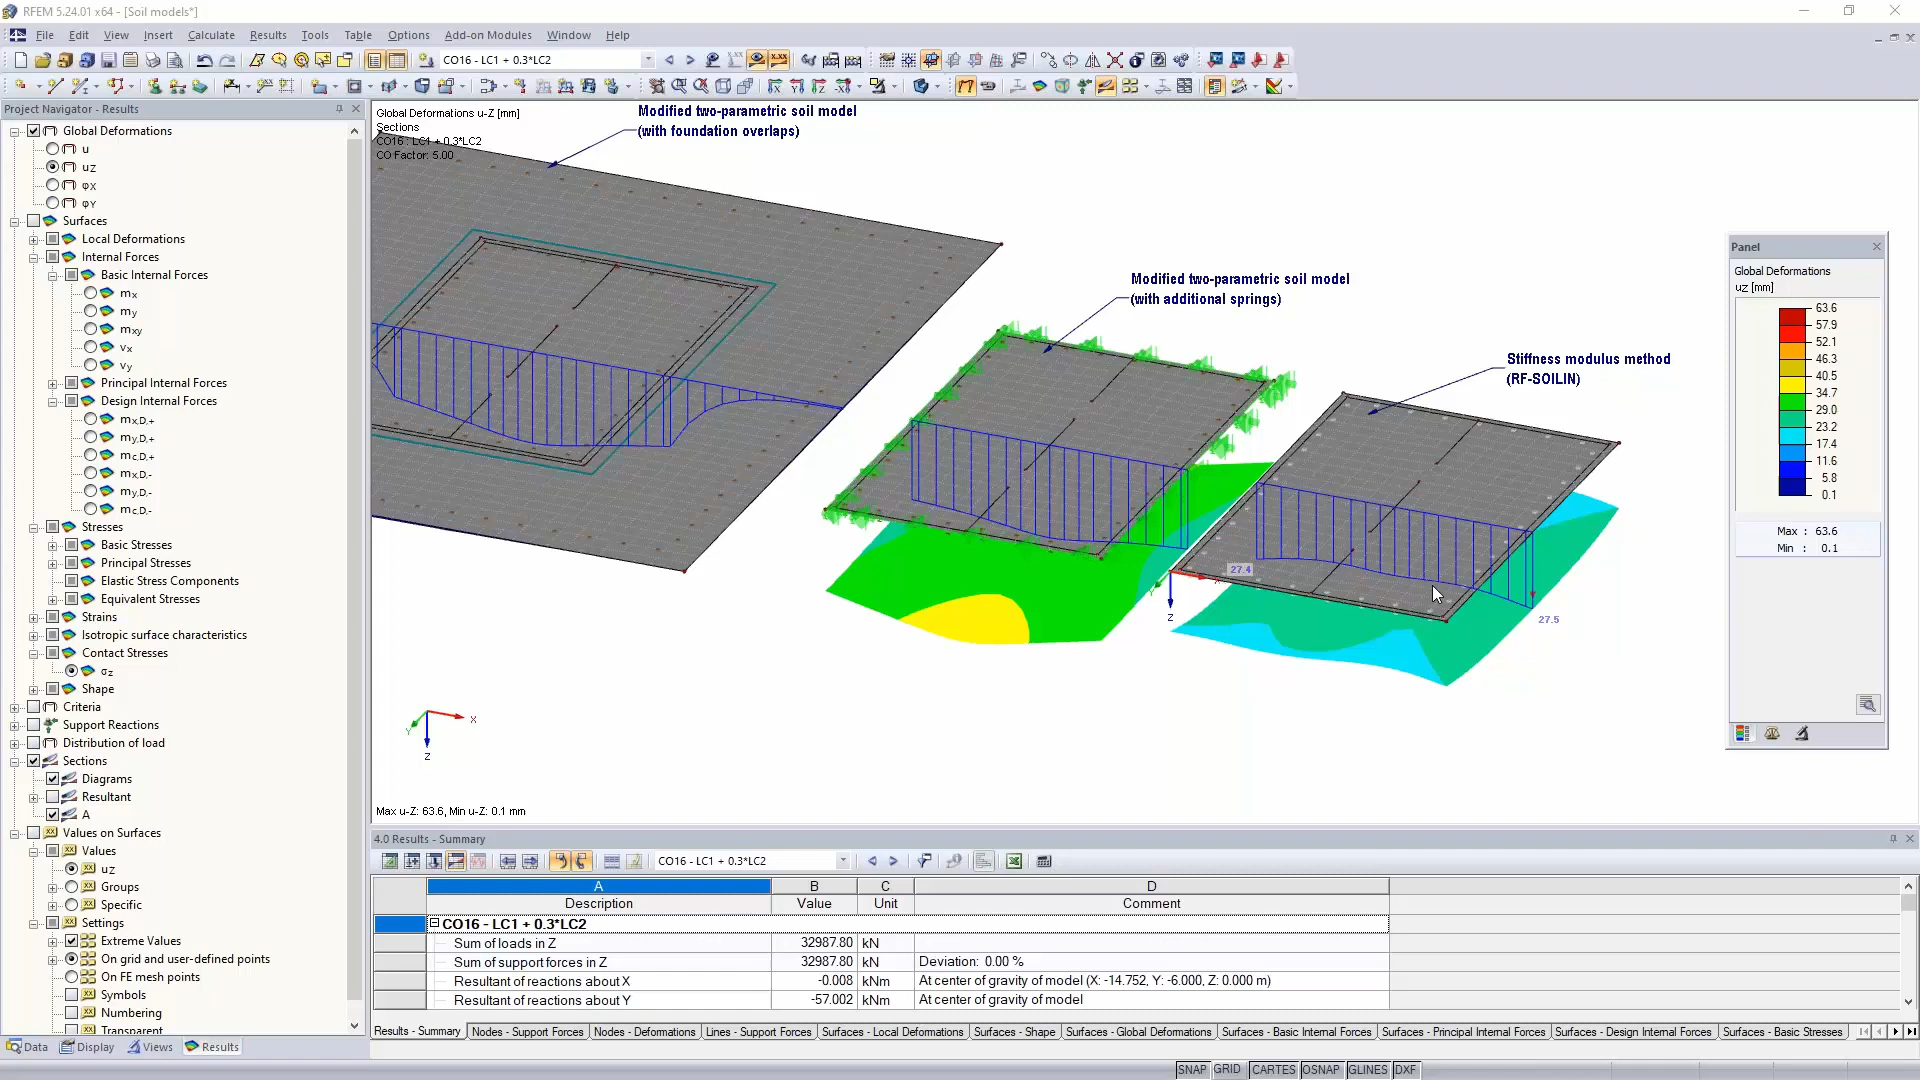 RFEM 5.24.01 x64 - [Soil models*]
File Edit View Insert Calculate Results Tools Table Options Add-on Modules Window Help
CO16 - LC1 + 0.3*LC2
Project Navigator - Results
Global Deformations
u
uZ
φX
φY
Surfaces
Local Deformations
Internal Forces
Basic Internal Forces
mx
my
mxy
vx
vy
Principal Internal Forces
Design Internal Forces
mx,D,+
my,D,+
mc,D,+
mx,D,-
my,D,-
mc,D,-
Stresses
Basic Stresses
Principal Stresses
Elastic Stress Components
Equivalent Stresses
Strains
Isotropic surface characteristics
Contact Stresses
σz
Shape
Criteria
Support Reactions
Distribution of load
Sections
Diagrams
Resultant
A
Values on Surfaces
Values
uZ
Groups
Specific
Settings
Extreme Values
On grid and user-defined points
On FE mesh points
Symbols
Numbering
Transparent
Data Display Views Results
Global Deformations u-Z [mm]
Sections
CO16 : LC1 + 0.3*LC2
CO Factor: 5.00
Modified two-parametric soil model
(with foundation overlaps)
Modified two-parametric soil model
(with additional springs)
Stiffness modulus method
(RF-SOILIN)
27.4
X
Y
Z
27.5
X
Y
Z
Max u-Z: 63.6, Min u-Z: 0.1 mm
Panel
Global Deformations
uZ [mm]
63.6
57.9
52.1
46.3
40.5
34.7
29.0
23.2
17.4
11.6
5.8
0.1
Max : 63.6
Min : 0.1
4.0 Results - Summary
CO16 - LC1 + 0.3*LC2
A B C D
Description Value Unit Comment
CO16 - LC1 + 0.3*LC2
Sum of loads in Z 32987.80 kN
Sum of support forces in Z 32987.80 kN Deviation: 0.00 %
Resultant of reactions about X -0.008 kNm At center of gravity of model (X: -14.752, Y: -6.000, Z: 0.000 m)
Resultant of reactions about Y -57.002 kNm At center of gravity of model
Results - Summary Nodes - Support Forces Nodes - Deformations Lines - Support Forces Surfaces - Local Deformations Surfaces - Shape Surfaces - Global Deformations Surfaces - Basic Internal Forces Surfaces - Principal Internal Forces Surfaces - Design Internal Forces Surfaces - Basic Stresses
SNAP GRID CARTES OSNAP GLINES DXF